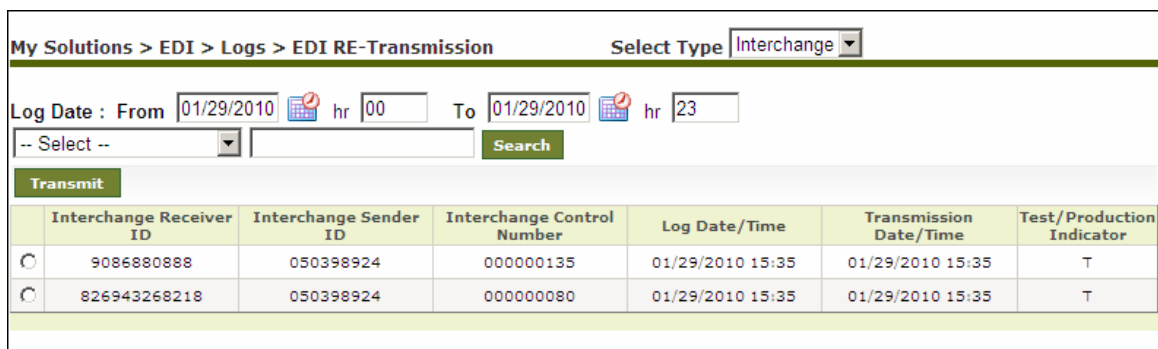 My Solutions > EDI > Logs > EDI RE-Transmission Select Type Interchange
Log Date : From 01/29/2010 hr 00 To 01/29/2010 hr 23
-- Select -- Search
Transmit
Interchange Receiver ID Interchange Sender ID Interchange Control Number Log Date/Time Transmission Date/Time Test/Production Indicator
9086880888 050398924 000000135 01/29/2010 15:35 01/29/2010 15:35 T
826943268218 050398924 000000080 01/29/2010 15:35 01/29/2010 15:35 T